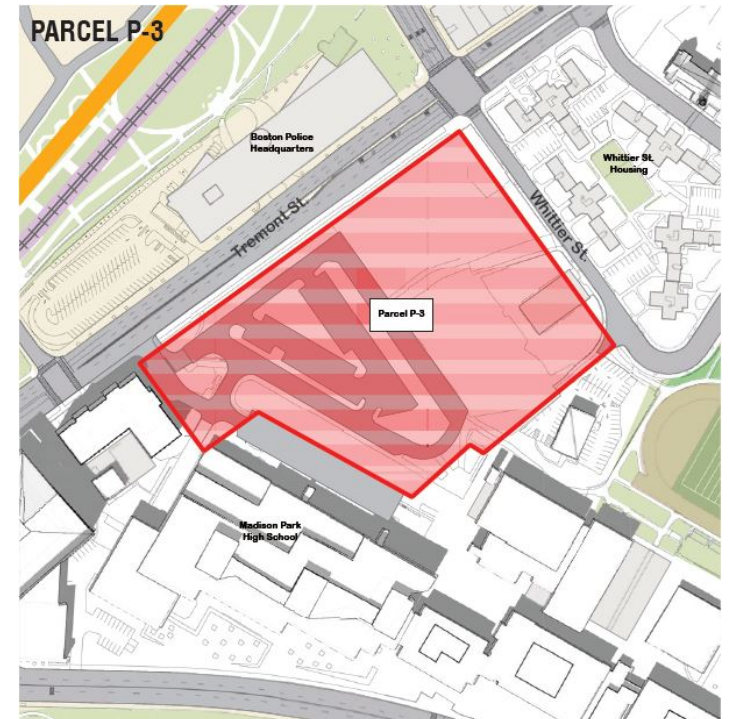 PARCEL P-3
Boston Police
Headquarters
Whittier St.
Housing
Tremont St.
Whittier St.
Parcel P-3
Madison Park
High School